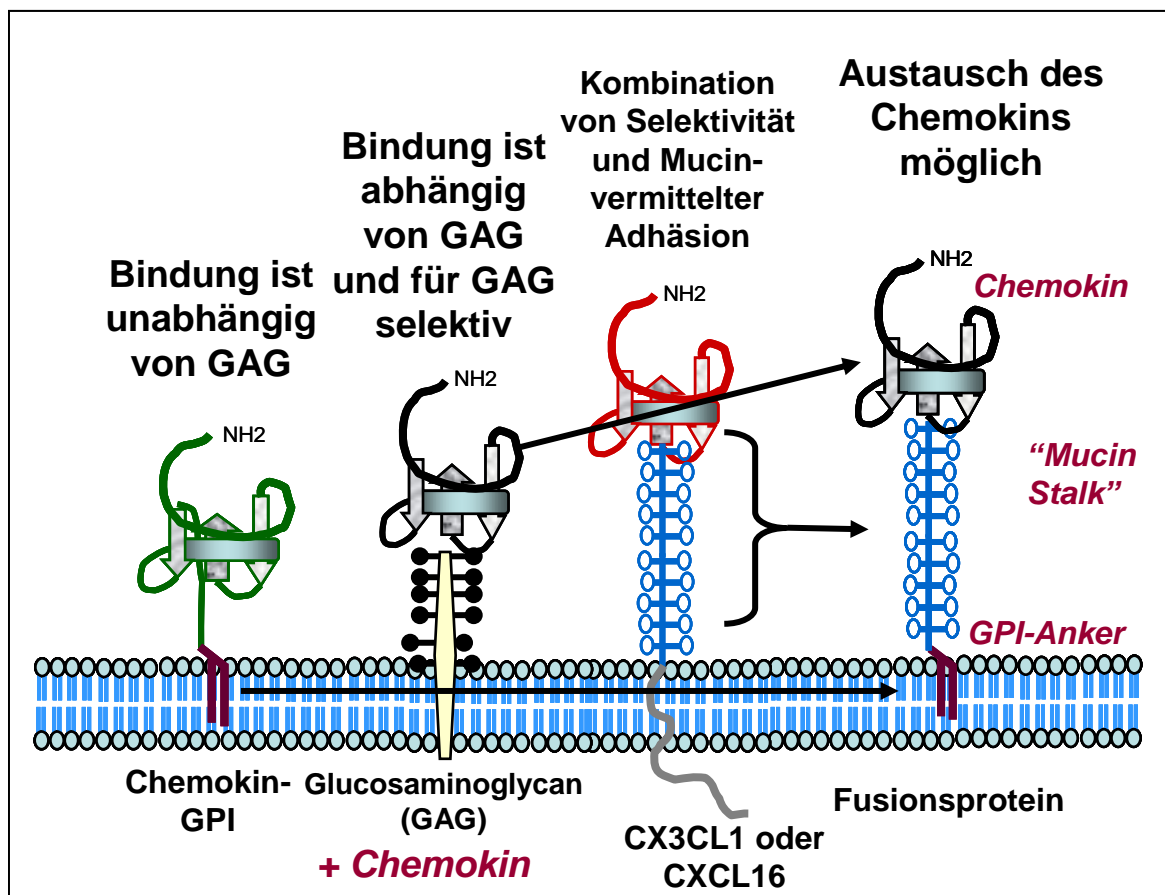 Bindung ist
unabhängig
von GAG
Bindung ist
abhängig
von GAG
und für GAG
selektiv
Kombination
von Selektivität
und Mucin-
vermittelter
Adhäsion
Austausch des
Chemokins
möglich
NH2
NH2
NH2
NH2
Chemokin
“Mucin
Stalk”
GPI-Anker
Chemokin-
GPI
Glucosaminoglycan
(GAG)
+ Chemokin
CX3CL1 oder
CXCL16
Fusionsprotein